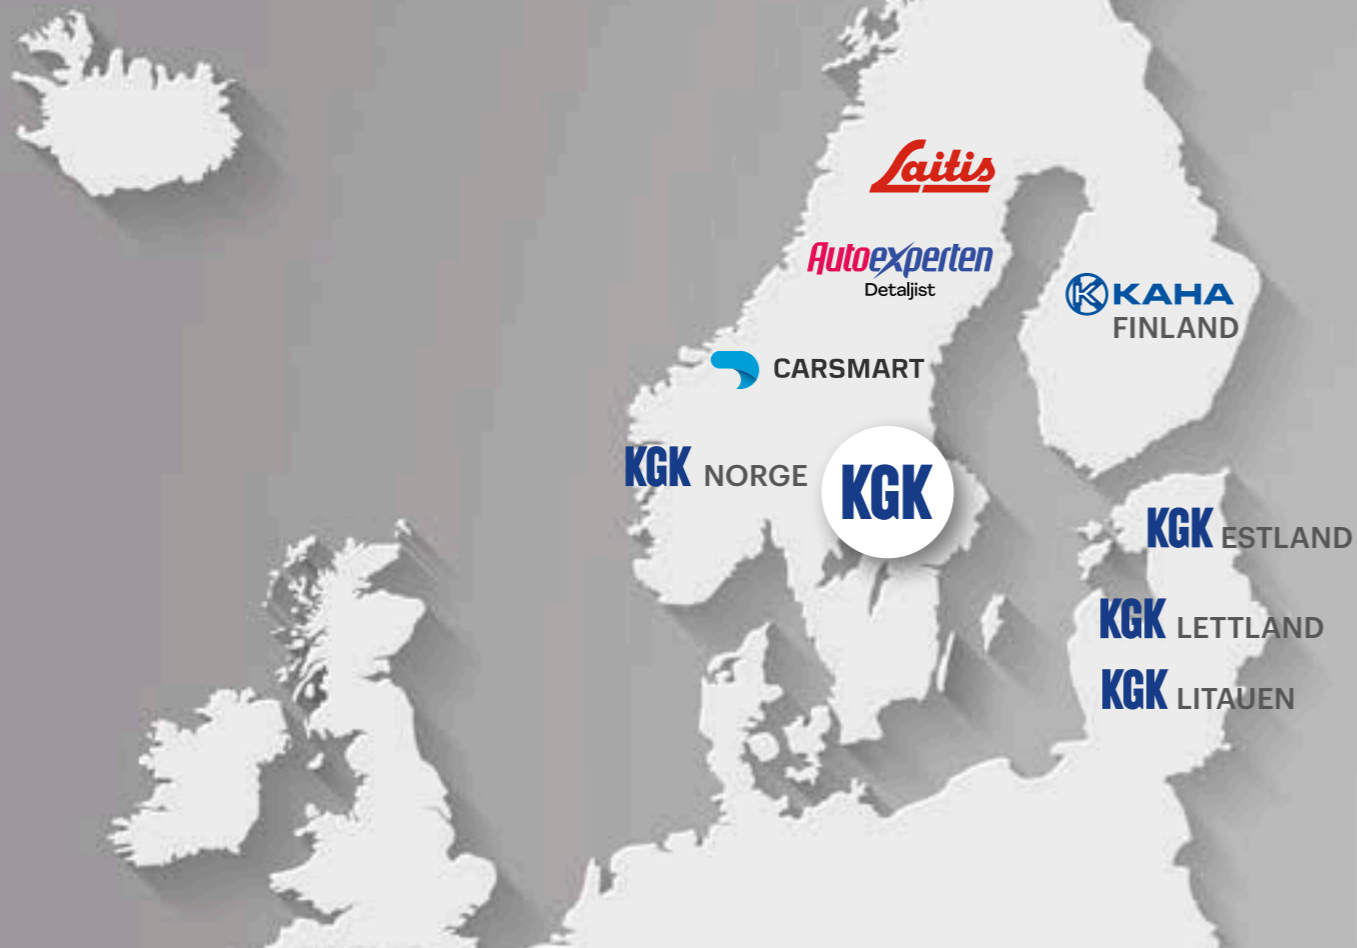 Laitis
Autoexperten
Detaljist
KAHA
FINLAND
CARSMART
KGK NORGE
KGK
KGK ESTLAND
KGK LETTLAND
KGK LITAUEN